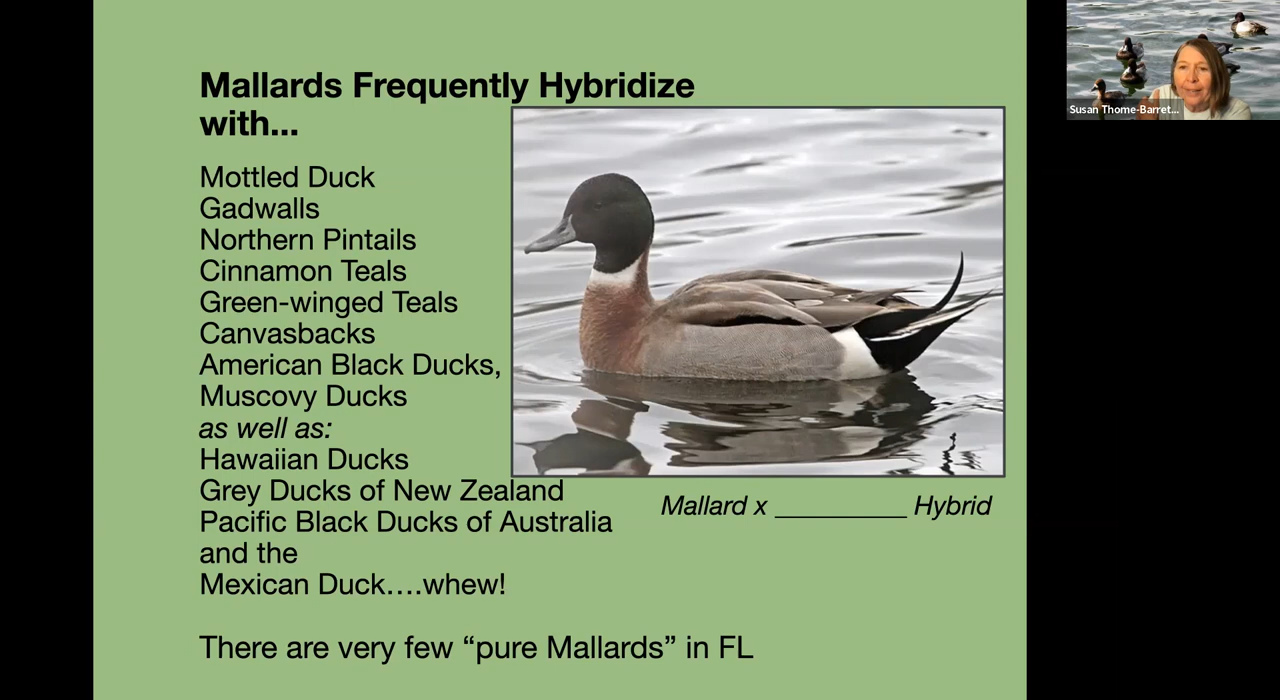 Mallards Frequently Hybridize
with...
Mottled Duck
Gadwalls
Northern Pintails
Cinnamon Teals
Green-winged Teals
Canvasbacks
American Black Ducks,
Muscovy Ducks
as well as:
Hawaiian Ducks
Grey Ducks of New Zealand
Pacific Black Ducks of Australia
and the
Mexican Duck....whew!
There are very few “pure Mallards” in FL
Mallard x __________ Hybrid
Susan Thome-Barret...